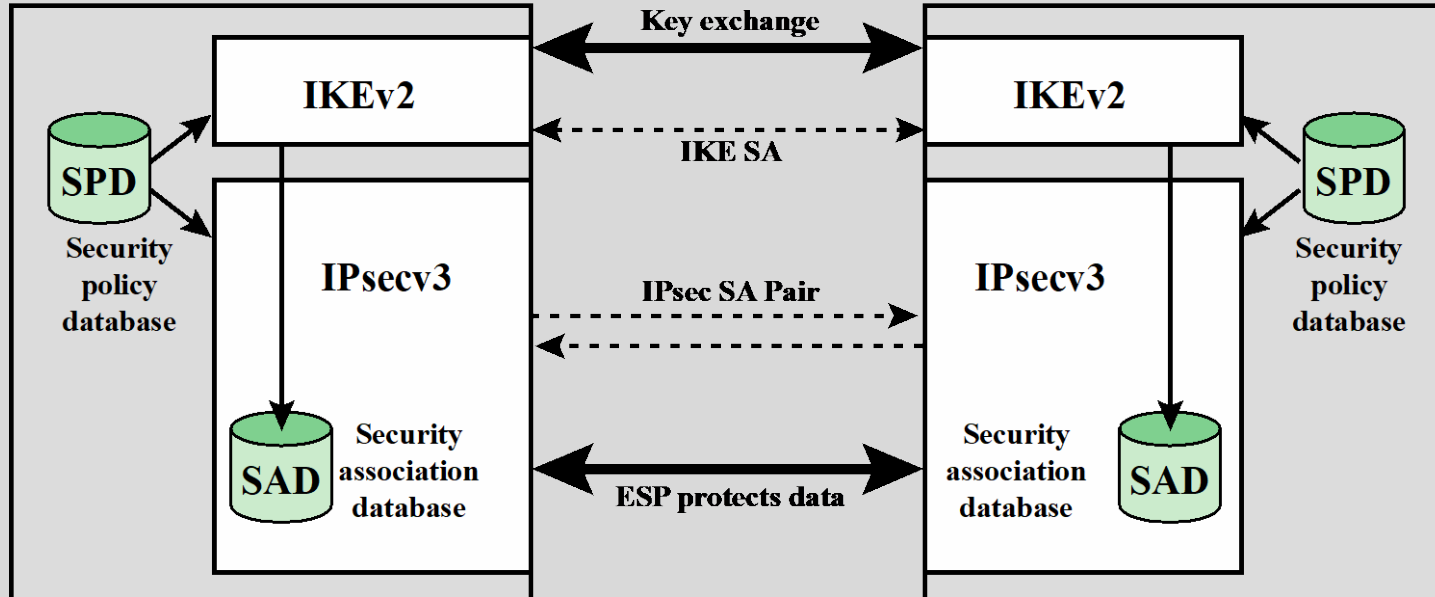 Key exchange
IKEv2
IKEv2
IKE SA
SPD
Security
policy
database
SPD
Security
policy
database
IPsecv3
IPsecv3
IPsec SA Pair
SAD
Security
association
database
ESP protects data
Security
association
database
SAD